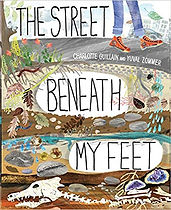 THE STREET
CHARLOTTE GUILLAIN AND YUVAL ZOMMER
BENEATH
MY FEET